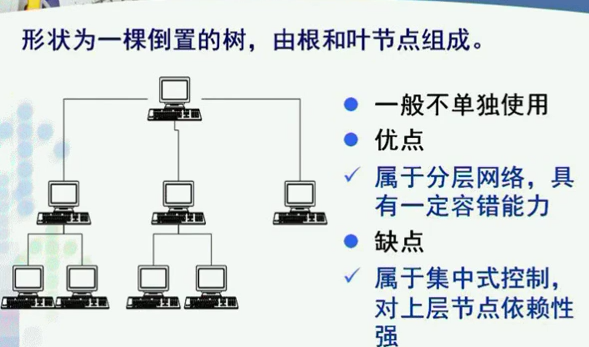 形状为一棵倒置的树，由根和叶节点组成。
一般不单独使用
优点
属于分层网络，具
有一定容错能力
缺点
属于集中式控制，
对上层节点依赖性
强